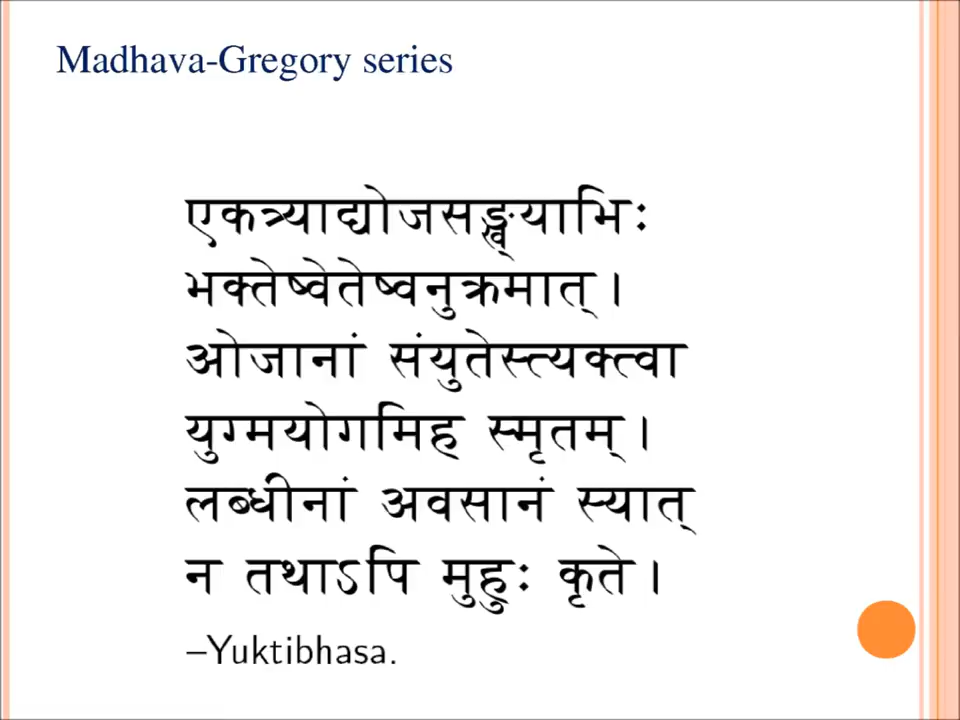 Madhava-Gregory series
एकत्र्याद्योजसङ्ख्याभिः
भक्तेष्वेतेष्वनुक्रमात्।
ओजानां संयुतेस्त्यक्त्वा
युग्मयोगमिह स्मृतम्।
लब्धीनां अवसानं स्यात्
न तथाऽपि मुहुः कृते।
–Yuktibhasa.